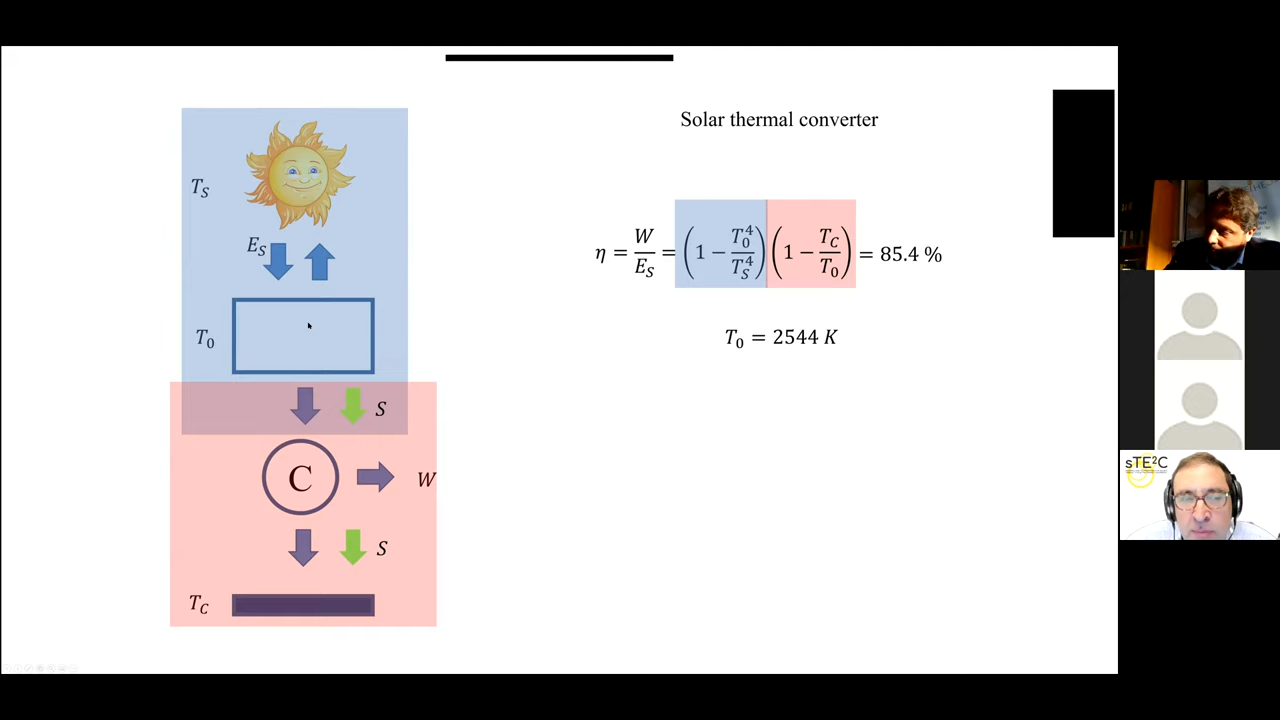 Solar thermal converter
T_S
E_S
η = W/E_S = (1 − T_0^4/T_S^4)(1 − T_C/T_0) = 85.4 %
T_0
T_0 = 2544 K
S
C
W
S
T_C
sTE²C